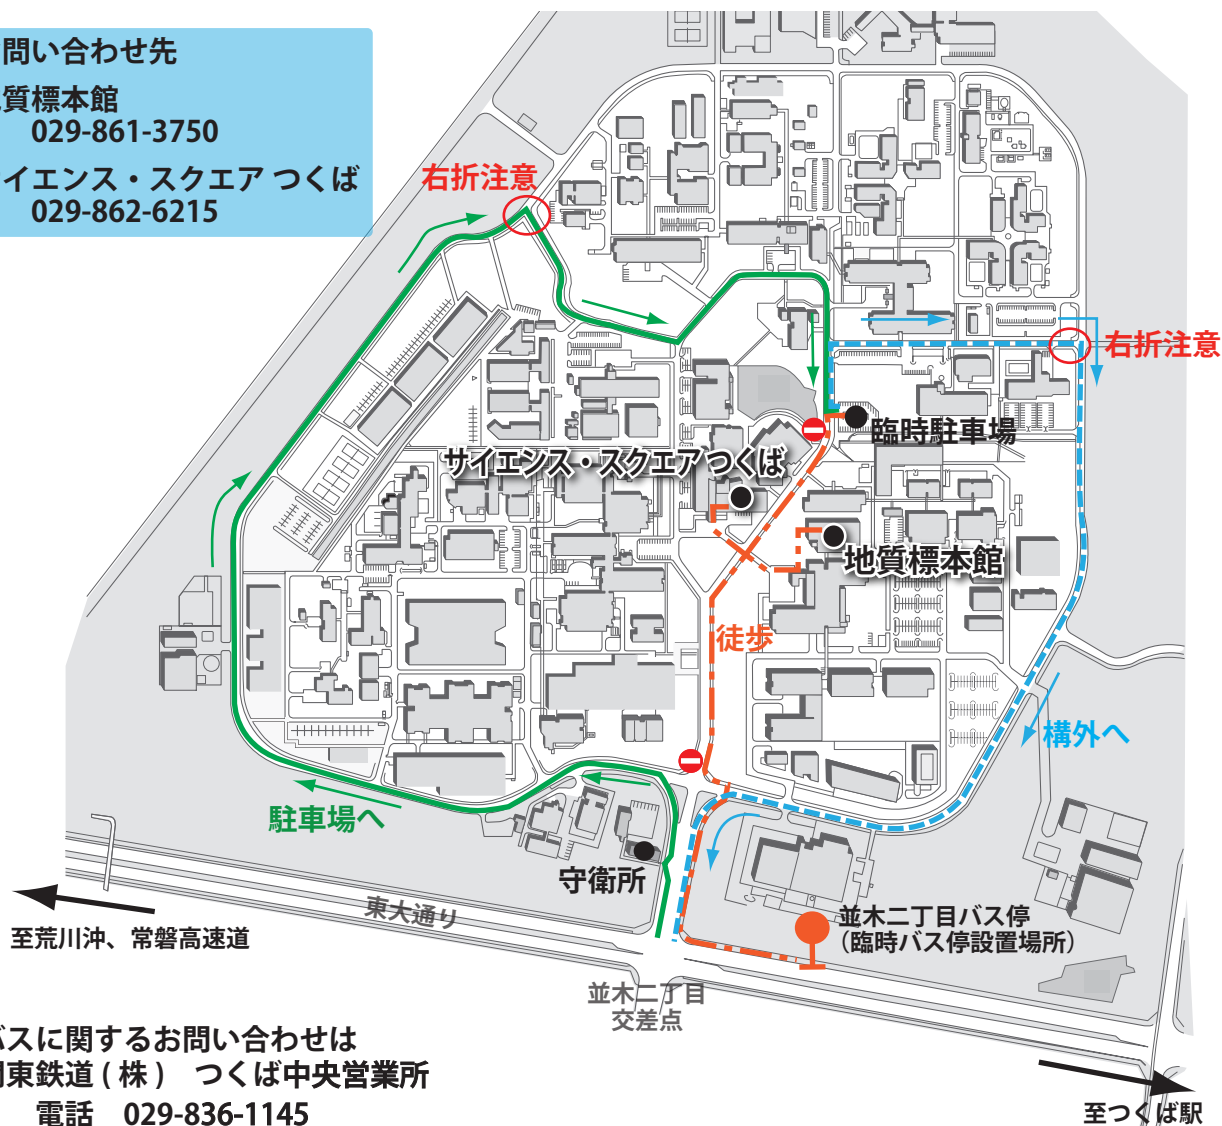 問い合わせ先
質標本館
029-861-3750
イエンス・スクエア つくば
029-862-6215
右折注意
右折注意
臨時駐車場
サイエンス・スクエア つくば
地質標本館
徒歩
構外へ
駐車場へ
守衛所
東大通り
並木二丁目バス停
（臨時バス停設置場所）
至荒川沖、常磐高速道
並木二丁目
交差点
バスに関するお問い合わせは
関東鉄道 ( 株 )　つくば中央営業所
電話　029-836-1145
至つくば駅